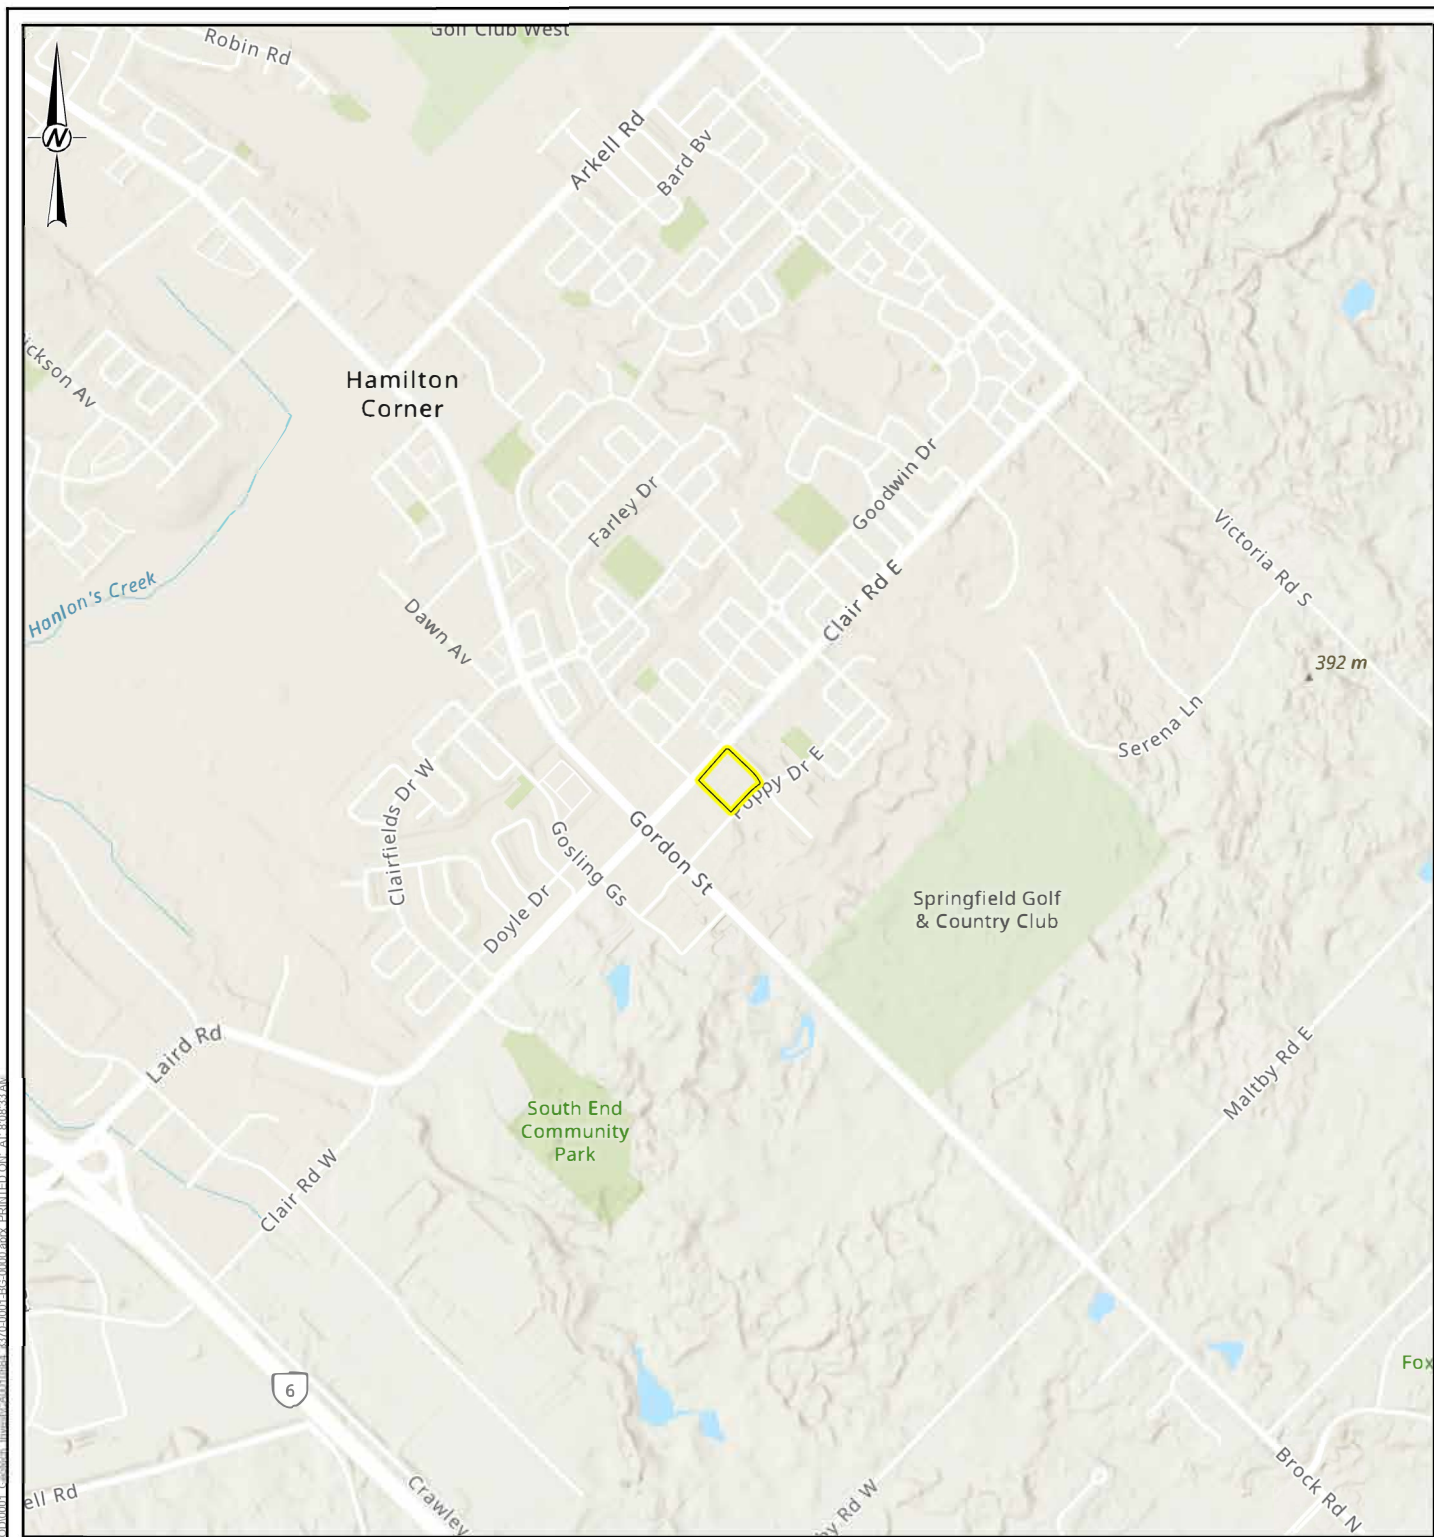 Golf Club West
Robin Rd
N
Arkell Rd
Bard Bv
ickson Av
Hamilton
Corner
Goodwin Dr
Farley Dr
Victoria Rd S
Hanlon's Creek
Clair Rd E
Dawn Av
392 m
Serena Ln
Poppy Dr E
Clairfields Dr W
Gordon St
Gosling Gs
Doyle Dr
Springfield Golf
& Country Club
Laird Rd
Maltby Rd E
South End
Community
Park
Clair Rd W
Fox
6
ell Rd
Crawley
by Rd W
Brock Rd N